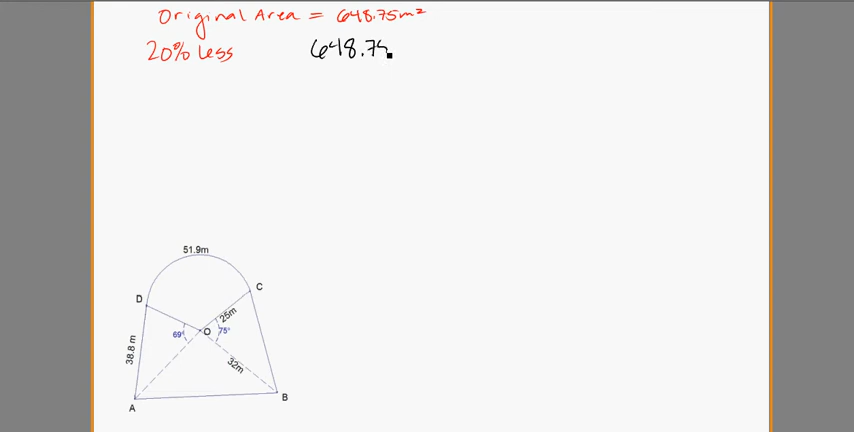 Original Area = 648.75m²
20% Less 648.75
51.9m
D
C
25m
69°
O
75°
38.8 m
32m
B
A